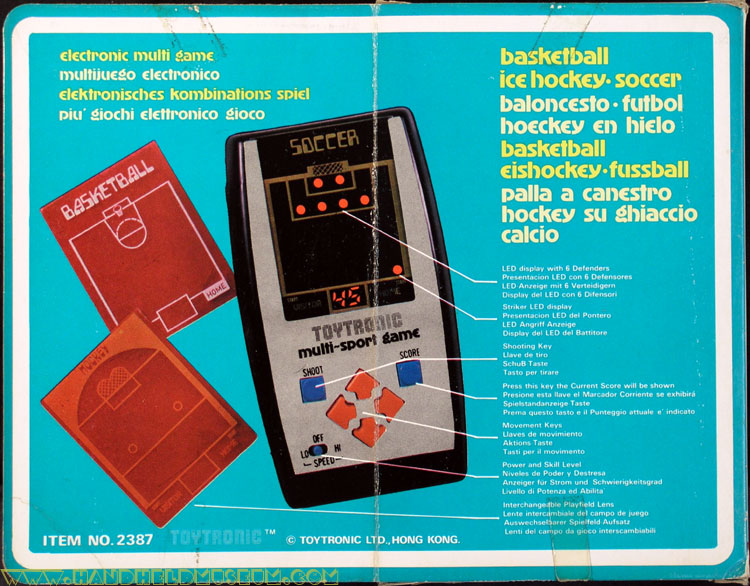 electronic multi game
multijuego electronico
elektronisches kombinations spiel
piu' giochi elettronico gioco
basketball
ice hockey·soccer
baloncesto·futbol
hoeckey en hielo
basketball
eishockey·fussball
palla a canestro
hockey su ghiaccio
calcio
SOCCER
BASKETBALL
HOME
HOCKEY
HOME
VISITOR
45
TOYTRONIC
multi-sport game
SHOOT
SCORE
OFF
LO HI
SPEED
LED display with 6 Defenders
Presentacion LED con 6 Defensores
LED Anzeige mit 6 Verteidigern
Display del LED con 6 Difensori
Striker LED display
Presentacion LED del Pontero
LED Angriff Anzeige
Display del LED del Battitore
Shooting Key
Llave de tiro
SchuB Taste
Tasto per tirare
Press this key the Current Score will be shown
Presione esta llave el Marcador Corriente se exhibirá
Spielstandanzeige Taste
Prema questo tasto e il Punteggio attuale e' indicato
Movement Keys
Llaves de movimiento
Aktions Taste
Tasti per il movimento
Power and Skill Level
Niveles de Poder y Destresa
Anzeiger für Strom und Schwierigkeitsgrad
Livello di Potenza ed Abilita
Interchangeable Playfield Lens
Lente intercambiale del campo de juego
Auswechselbarer Spielfeld Aufsatz
Lenti del campo da gioco interscambiabili
ITEM NO. 2387 TOYTRONIC™ © TOYTRONIC LTD., HONG KONG.
WWW.HANDHELDMUSEUM.COM